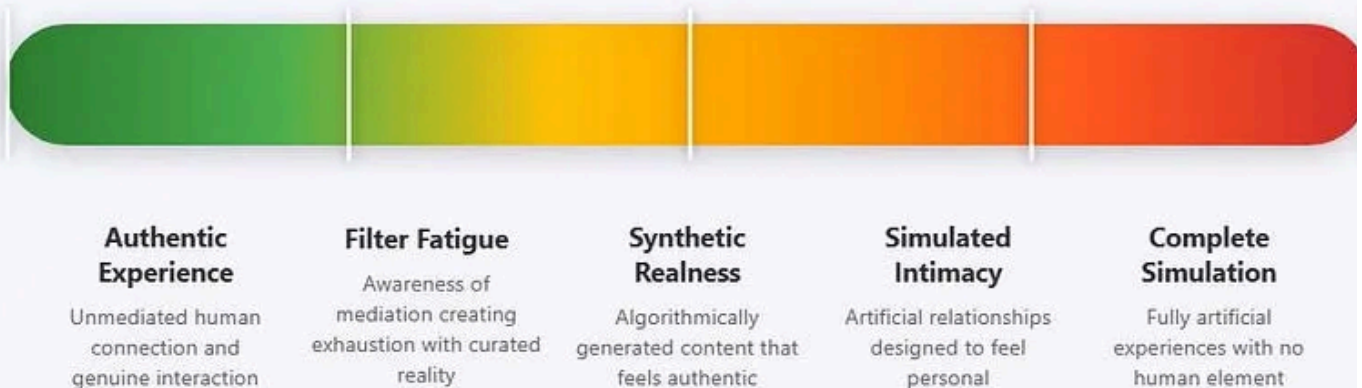 Authentic
Experience
Unmediated human
connection and
genuine interaction
Filter Fatigue
Awareness of
mediation creating
exhaustion with curated
reality
Synthetic
Realness
Algorithmically
generated content that
feels authentic
Simulated
Intimacy
Artificial relationships
designed to feel
personal
Complete
Simulation
Fully artificial
experiences with no
human element